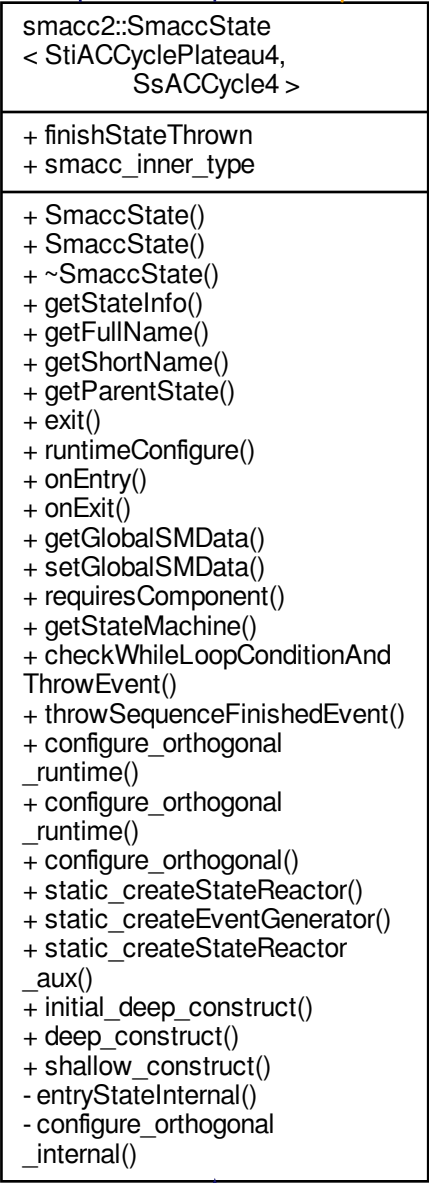 smacc2::SmaccState
< StiACCyclePlateau4,
SsACCycle4 >
+ finishStateThrown
+ smacc_inner_type
+ SmaccState()
+ SmaccState()
+ ~SmaccState()
+ getStateInfo()
+ getFullName()
+ getShortName()
+ getParentState()
+ exit()
+ runtimeConfigure()
+ onEntry()
+ onExit()
+ getGlobalSMData()
+ setGlobalSMData()
+ requiresComponent()
+ getStateMachine()
+ checkWhileLoopConditionAnd
ThrowEvent()
+ throwSequenceFinishedEvent()
+ configure_orthogonal
_runtime()
+ configure_orthogonal
_runtime()
+ configure_orthogonal()
+ static_createStateReactor()
+ static_createEventGenerator()
+ static_createStateReactor
_aux()
+ initial_deep_construct()
+ deep_construct()
+ shallow_construct()
- entryStateInternal()
- configure_orthogonal
_internal()